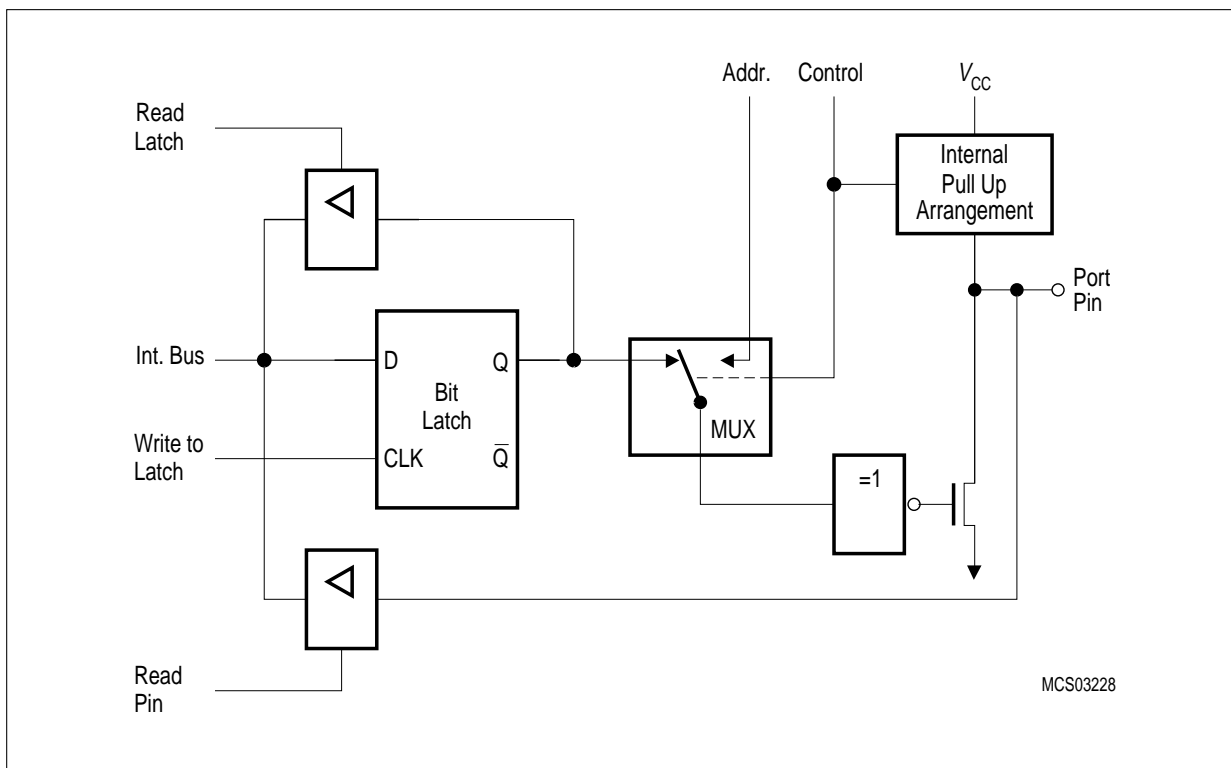 Addr.
Control
VCC
Read
Latch
Internal
Pull Up
Arrangement
Port
Pin
Int. Bus
D
Q
Bit
Latch
MUX
Write to
Latch
CLK
Q̅
=1
Read
Pin
MCS03228